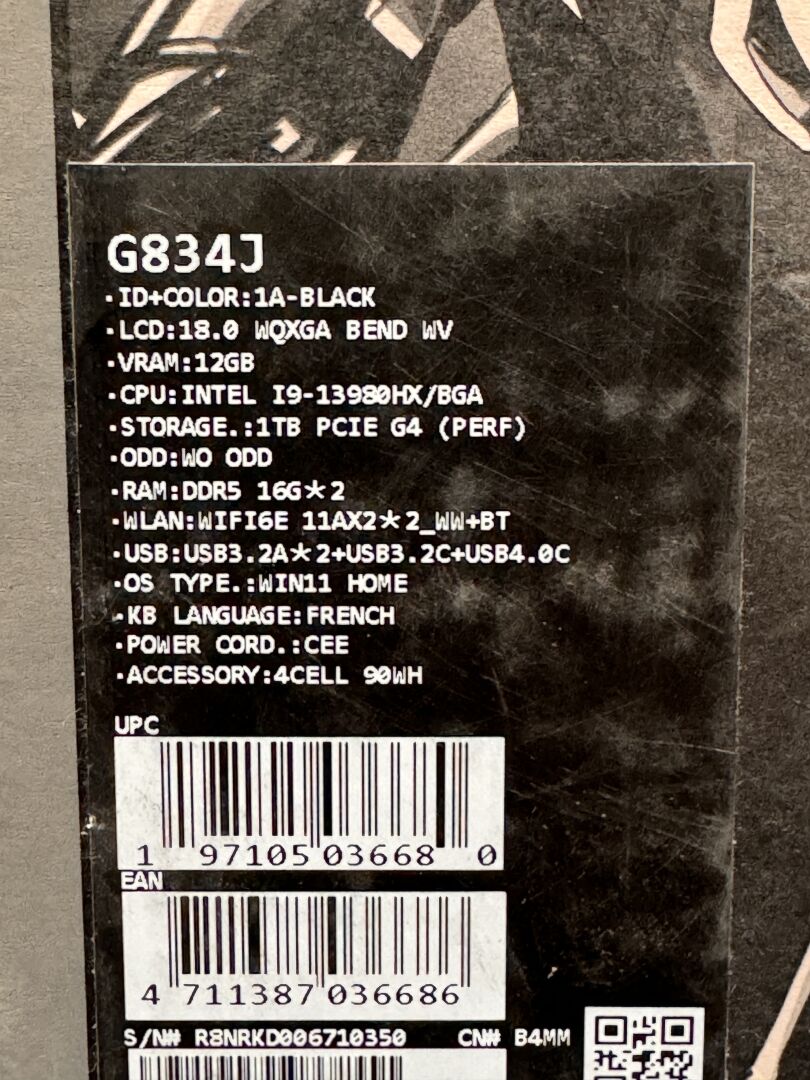 G834J
·ID+COLOR:1A-BLACK
·LCD:18.0 WQXGA BEND WV
·VRAM:12GB
·CPU:INTEL I9-13980HX/BGA
·STORAGE.:1TB PCIE G4 (PERF)
·ODD:WO ODD
·RAM:DDR5 16G*2
·WLAN:WIFI6E 11AX2*2_WW+BT
·USB:USB3.2A*2+USB3.2C+USB4.0C
·OS TYPE.:WIN11 HOME
·KB LANGUAGE:FRENCH
·POWER CORD.:CEE
·ACCESSORY:4CELL 90WH
UPC
1 97105 03668 0
EAN
4 711387 036686
S/N# R8NRKD006710350 CN# B4MM